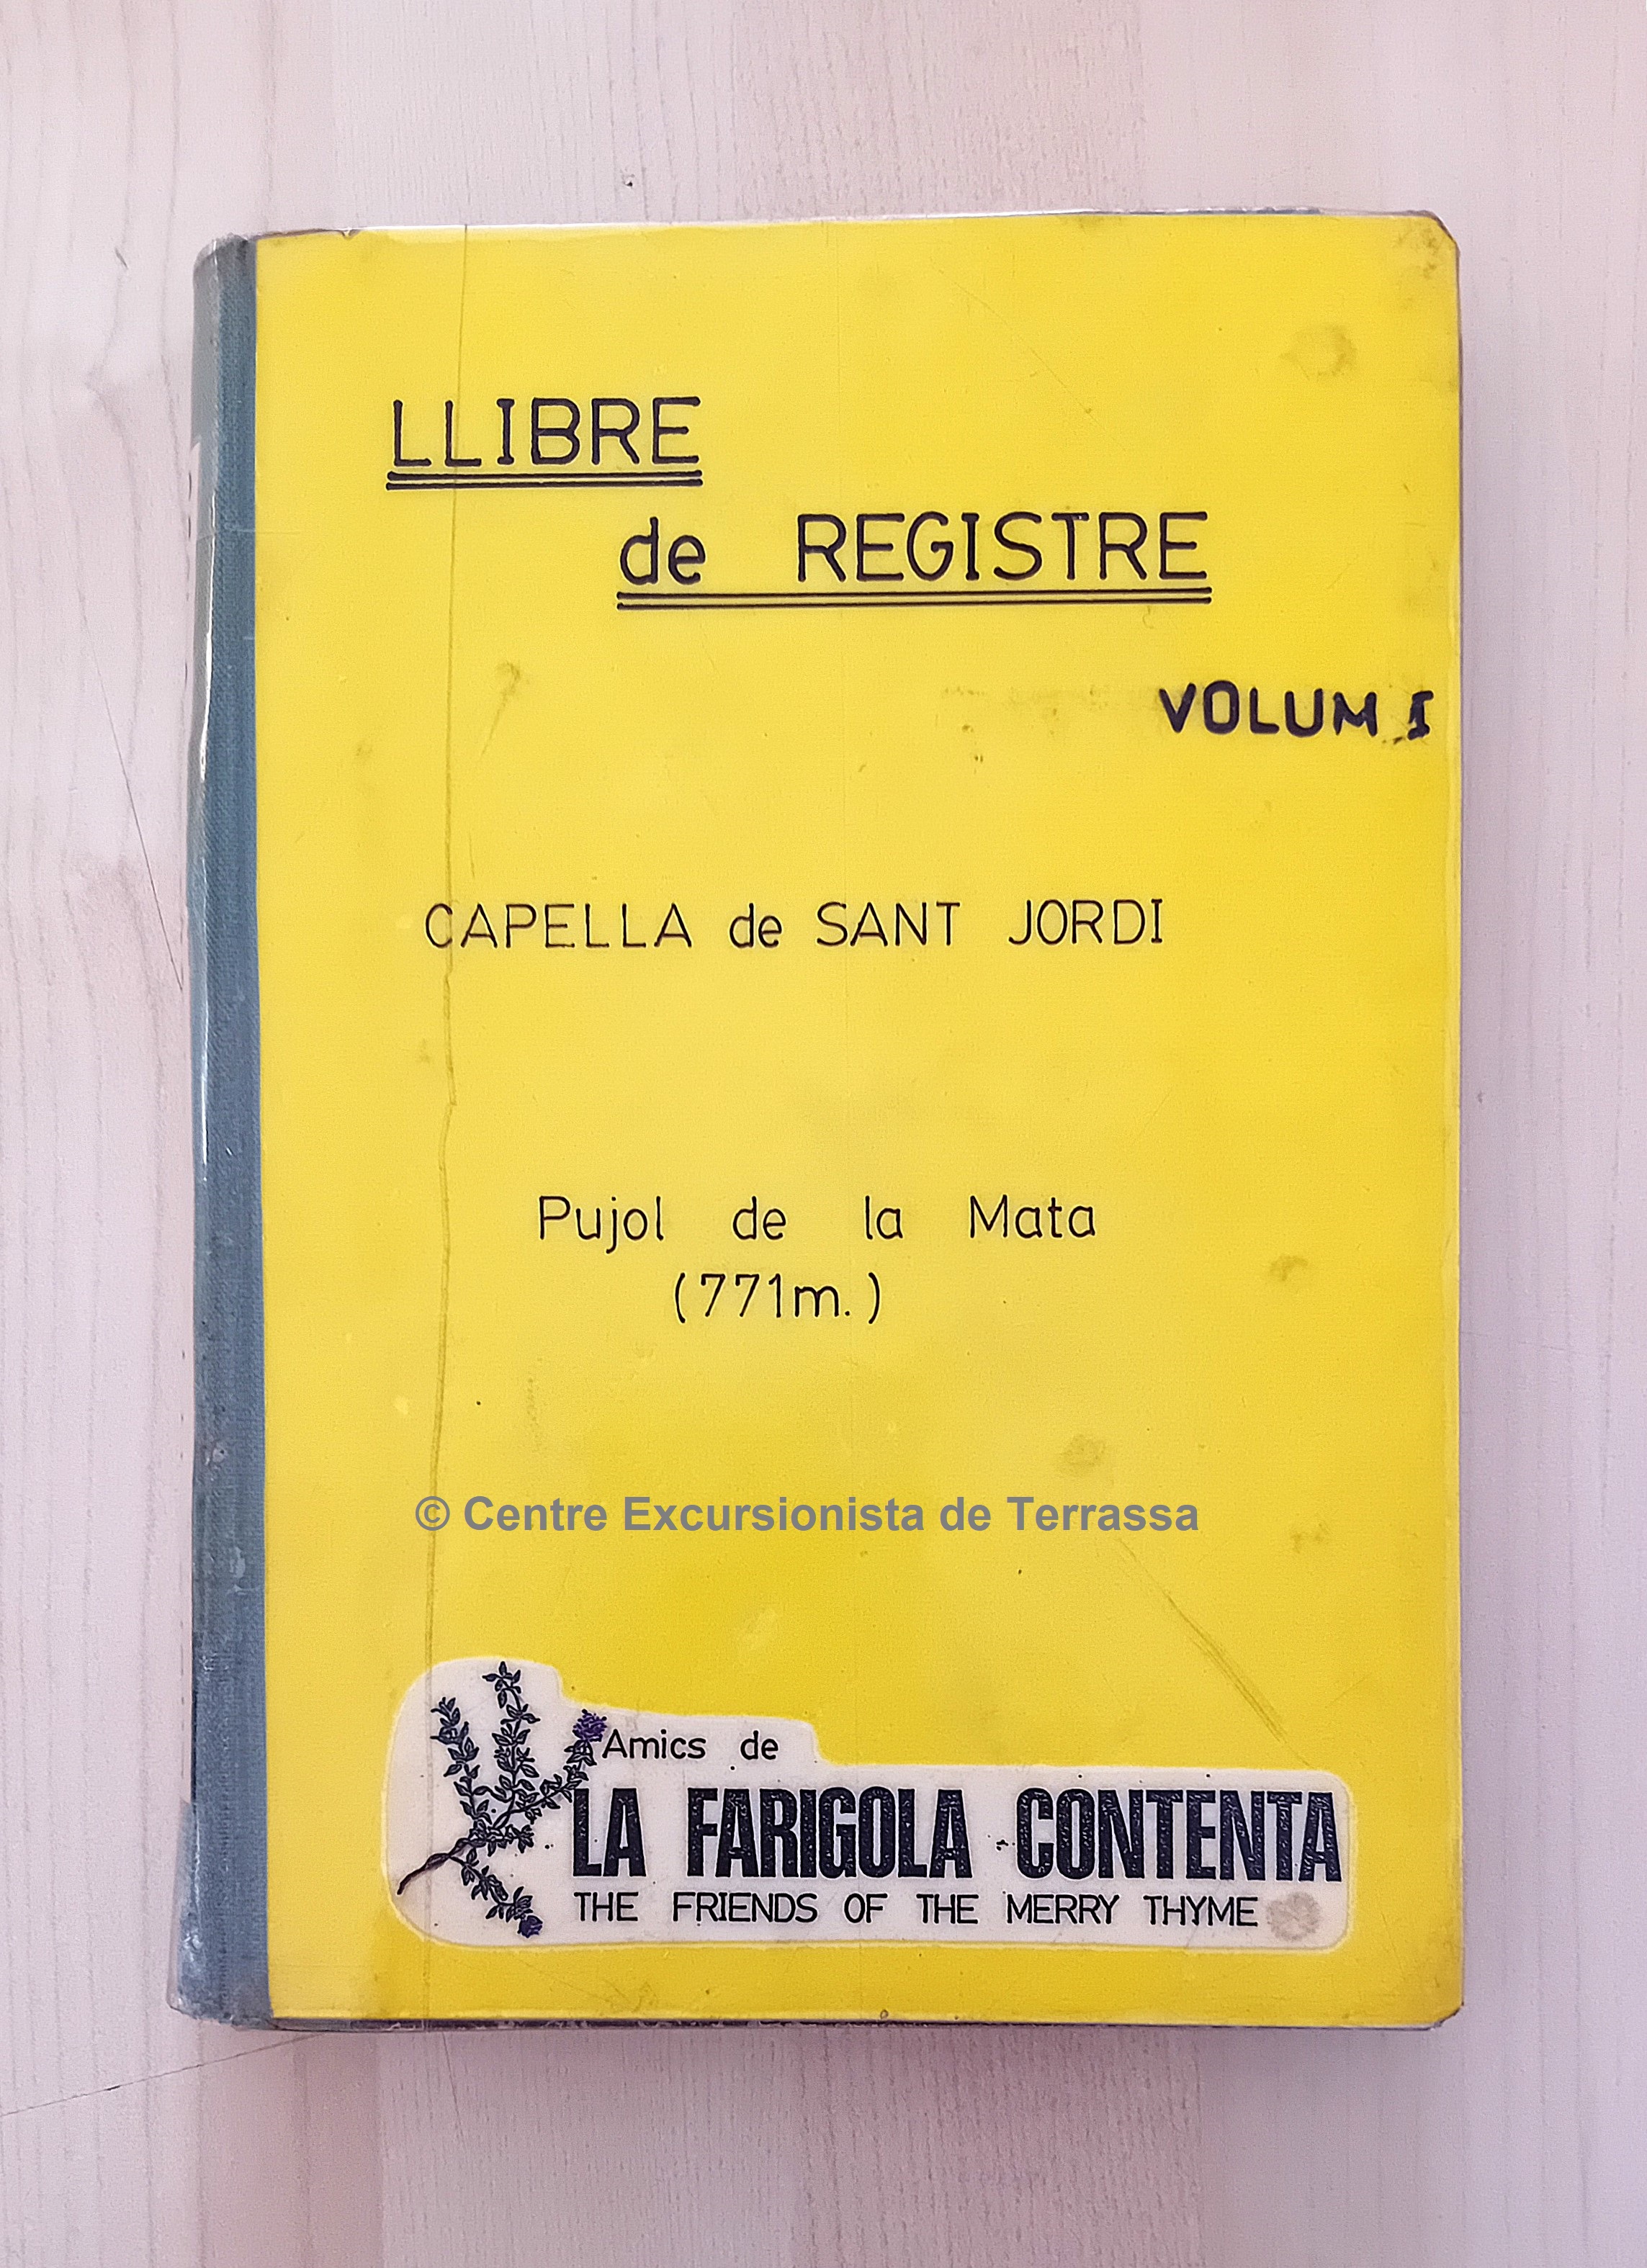 LLIBRE
de REGISTRE
VOLUM I
CAPELLA de SANT JORDI
Pujol de la Mata
(771m.)
© Centre Excursionista de Terrassa
Amics de
LA FARIGOLA CONTENTA
THE FRIENDS OF THE MERRY THYME